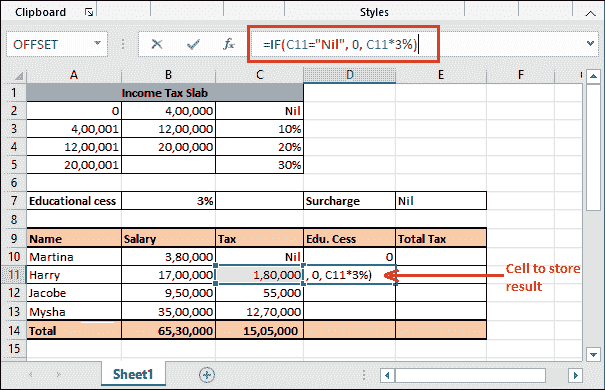 Clipboard Styles
OFFSET fx =IF(C11="Nil", 0, C11*3%)
A B C D E F
1 Income Tax Slab
2 0 4,00,000 Nil
3 4,00,001 12,00,000 10%
4 12,00,001 20,00,000 20%
5 20,00,001 30%
6
7 Educational cess 3% Surcharge Nil
8
9 Name Salary Tax Edu. Cess Total Tax
10 Martina 3,80,000 Nil 0
11 Harry 17,00,000 1,80,000 , 0, C11*3%) Cell to store
result
12 Jacobe 9,50,000 55,000
13 Mysha 35,00,000 12,70,000
14 Total 65,30,000 15,05,000
15
Sheet1